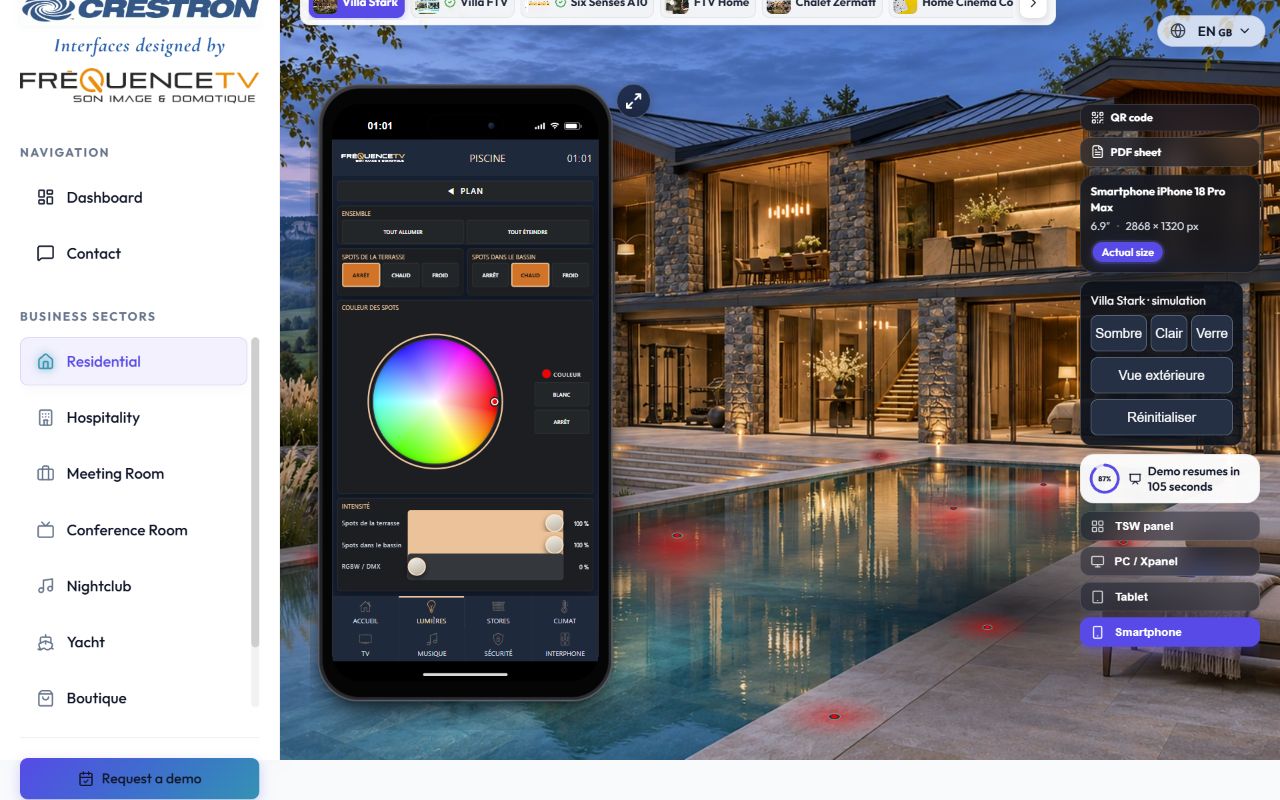 CRESTRON
Interfaces designed by
FRÉQUENCETV
SON IMAGE & DOMOTIQUE
NAVIGATION
Dashboard
Contact
BUSINESS SECTORS
Residential
Hospitality
Meeting Room
Conference Room
Nightclub
Yacht
Boutique
Request a demo
Villa Stark
Villa FTV
Six Senses A10
FTV Home
Chalet Zermatt
Home Cinema Co
EN GB
01:01
FRÉQUENCETV
PISCINE
01:01
PLAN
ENSEMBLE
TOUT ALLUMER
TOUT ÉTEINDRE
SPOTS DE LA TERRASSE
SPOTS DANS LE BASSIN
ARRÊT
CHAUD
FROID
ARRÊT
CHAUD
FROID
COULEUR DES SPOTS
COULEUR
BLANC
ARRÊT
INTENSITÉ
Spots de la terrasse
100 %
Spots dans le bassin
100 %
RGBW / DMX
0 %
ACCUEIL
LUMIÈRES
STORES
CLIMAT
TV
MUSIQUE
SÉCURITÉ
INTERPHONE
QR code
PDF sheet
Smartphone iPhone 18 Pro
Max
6.9" · 2868 × 1320 px
Actual size
Villa Stark · simulation
Sombre
Clair
Verre
Vue extérieure
Réinitialiser
87%
Demo resumes in
105 seconds
TSW panel
PC / Xpanel
Tablet
Smartphone